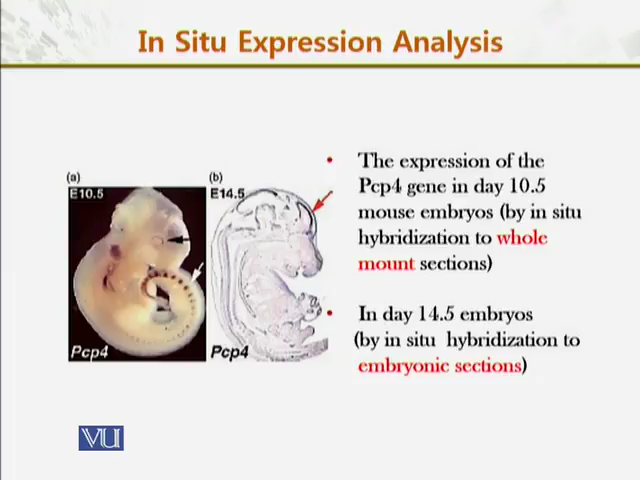 In Situ Expression Analysis
(a)
(b)
E10.5
E14.5
Pcp4
Pcp4
• The expression of the
Pcp4 gene in day 10.5
mouse embryos (by in situ
hybridization to whole
mount sections)
• In day 14.5 embryos
(by in situ hybridization to
embryonic sections)
VU